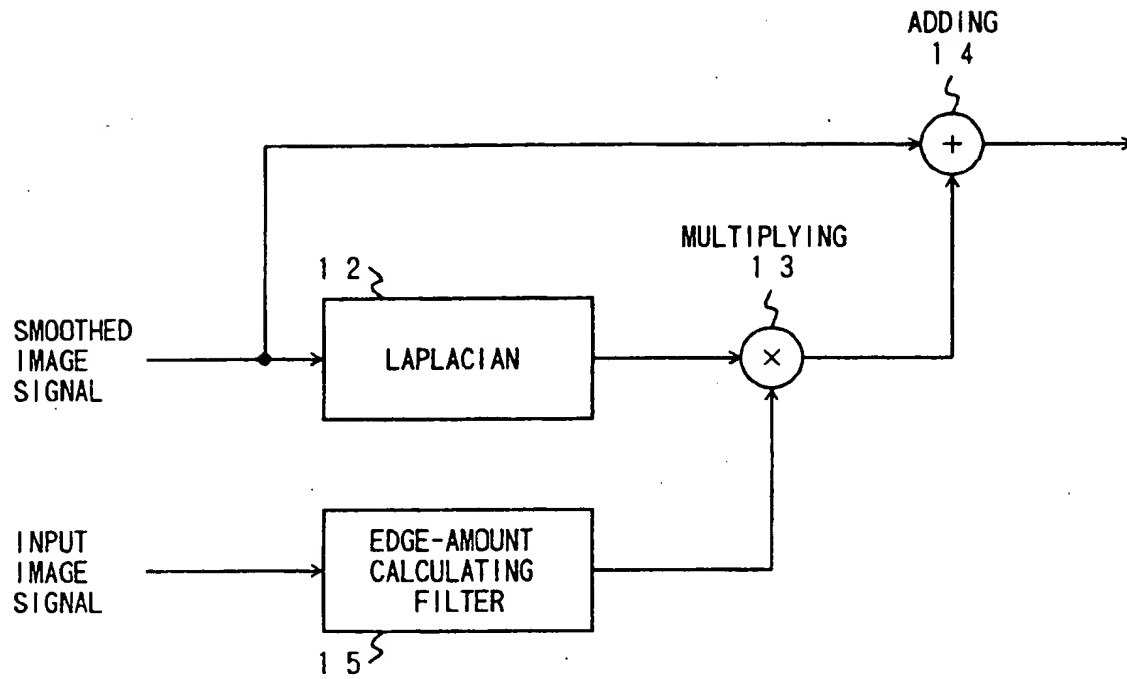 ADDING
1 4
+
MULTIPLYING
1 3
1 2
SMOOTHED
IMAGE
SIGNAL
LAPLACIAN
×
INPUT
IMAGE
SIGNAL
EDGE-AMOUNT
CALCULATING
FILTER
1 5